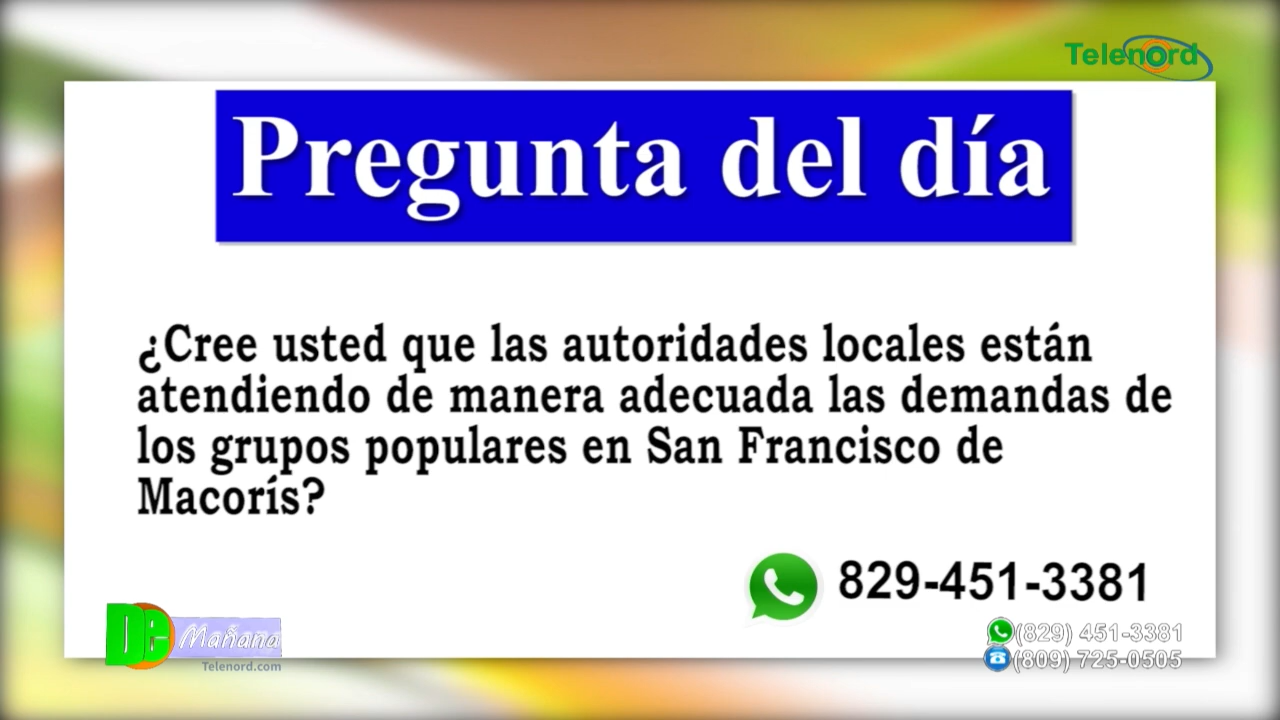 Telenord
Pregunta del día
¿Cree usted que las autoridades locales están
atendiendo de manera adecuada las demandas de
los grupos populares en San Francisco de
Macorís?
829-451-3381
De Mañana
Telenord.com
(829) 451-3381
(809) 725-0505